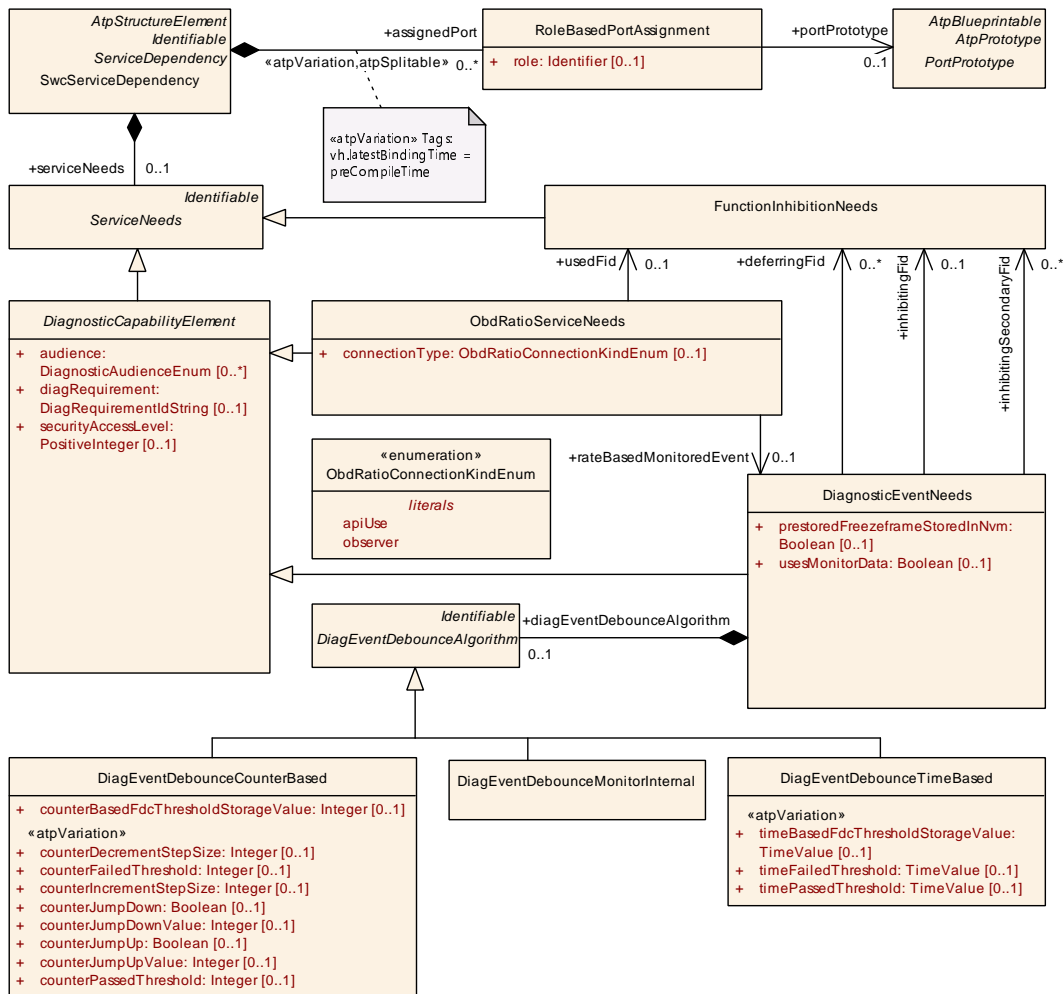 AtpStructureElement
Identifiable
ServiceDependency
SwcServiceDependency
+assignedPort
«atpVariation,atpSplitable»
0..*
RoleBasedPortAssignment
+ role: Identifier [0..1]
+portPrototype
0..1
AtpBlueprintable
AtpPrototype
PortPrototype
«atpVariation» Tags:
vh.latestBindingTime =
preCompileTime
+serviceNeeds
0..1
Identifiable
ServiceNeeds
FunctionInhibitionNeeds
+usedFid
0..1
+deferringFid
0..*
+inhibitingFid
0..1
+inhibitingSecondaryFid
0..*
DiagnosticCapabilityElement
+ audience:
DiagnosticAudienceEnum [0..*]
+ diagRequirement:
DiagRequirementIdString [0..1]
+ securityAccessLevel:
PositiveInteger [0..1]
ObdRatioServiceNeeds
+ connectionType: ObdRatioConnectionKindEnum [0..1]
«enumeration»
ObdRatioConnectionKindEnum
literals
apiUse
observer
+rateBasedMonitoredEvent
0..1
DiagnosticEventNeeds
+ prestoredFreezeframeStoredInNvm:
Boolean [0..1]
+ usesMonitorData: Boolean [0..1]
Identifiable
DiagEventDebounceAlgorithm
+diagEventDebounceAlgorithm
0..1
DiagEventDebounceCounterBased
+ counterBasedFdcThresholdStorageValue: Integer [0..1]
«atpVariation»
+ counterDecrementStepSize: Integer [0..1]
+ counterFailedThreshold: Integer [0..1]
+ counterIncrementStepSize: Integer [0..1]
+ counterJumpDown: Boolean [0..1]
+ counterJumpDownValue: Integer [0..1]
+ counterJumpUp: Boolean [0..1]
+ counterJumpUpValue: Integer [0..1]
+ counterPassedThreshold: Integer [0..1]
DiagEventDebounceMonitorInternal
DiagEventDebounceTimeBased
«atpVariation»
+ timeBasedFdcThresholdStorageValue:
TimeValue [0..1]
+ timeFailedThreshold: TimeValue [0..1]
+ timePassedThreshold: TimeValue [0..1]